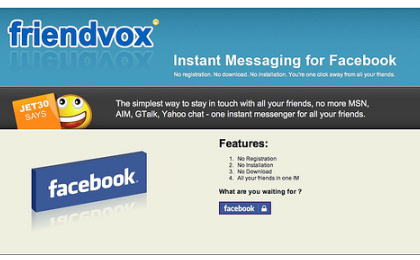 friendvox
Instant Messaging for Facebook
No registration. No download. No installation. You're one click away from all your friends.
JET30
SAYS
The simplest way to stay in touch with all your friends, no more MSN,
AIM, GTalk, Yahoo chat - one instant messenger for all your friends.
facebook.
Features:
1. No Registration
2. No Installation
3. No Download
4. All your friends in one IM
What are you waiting for ?
facebook